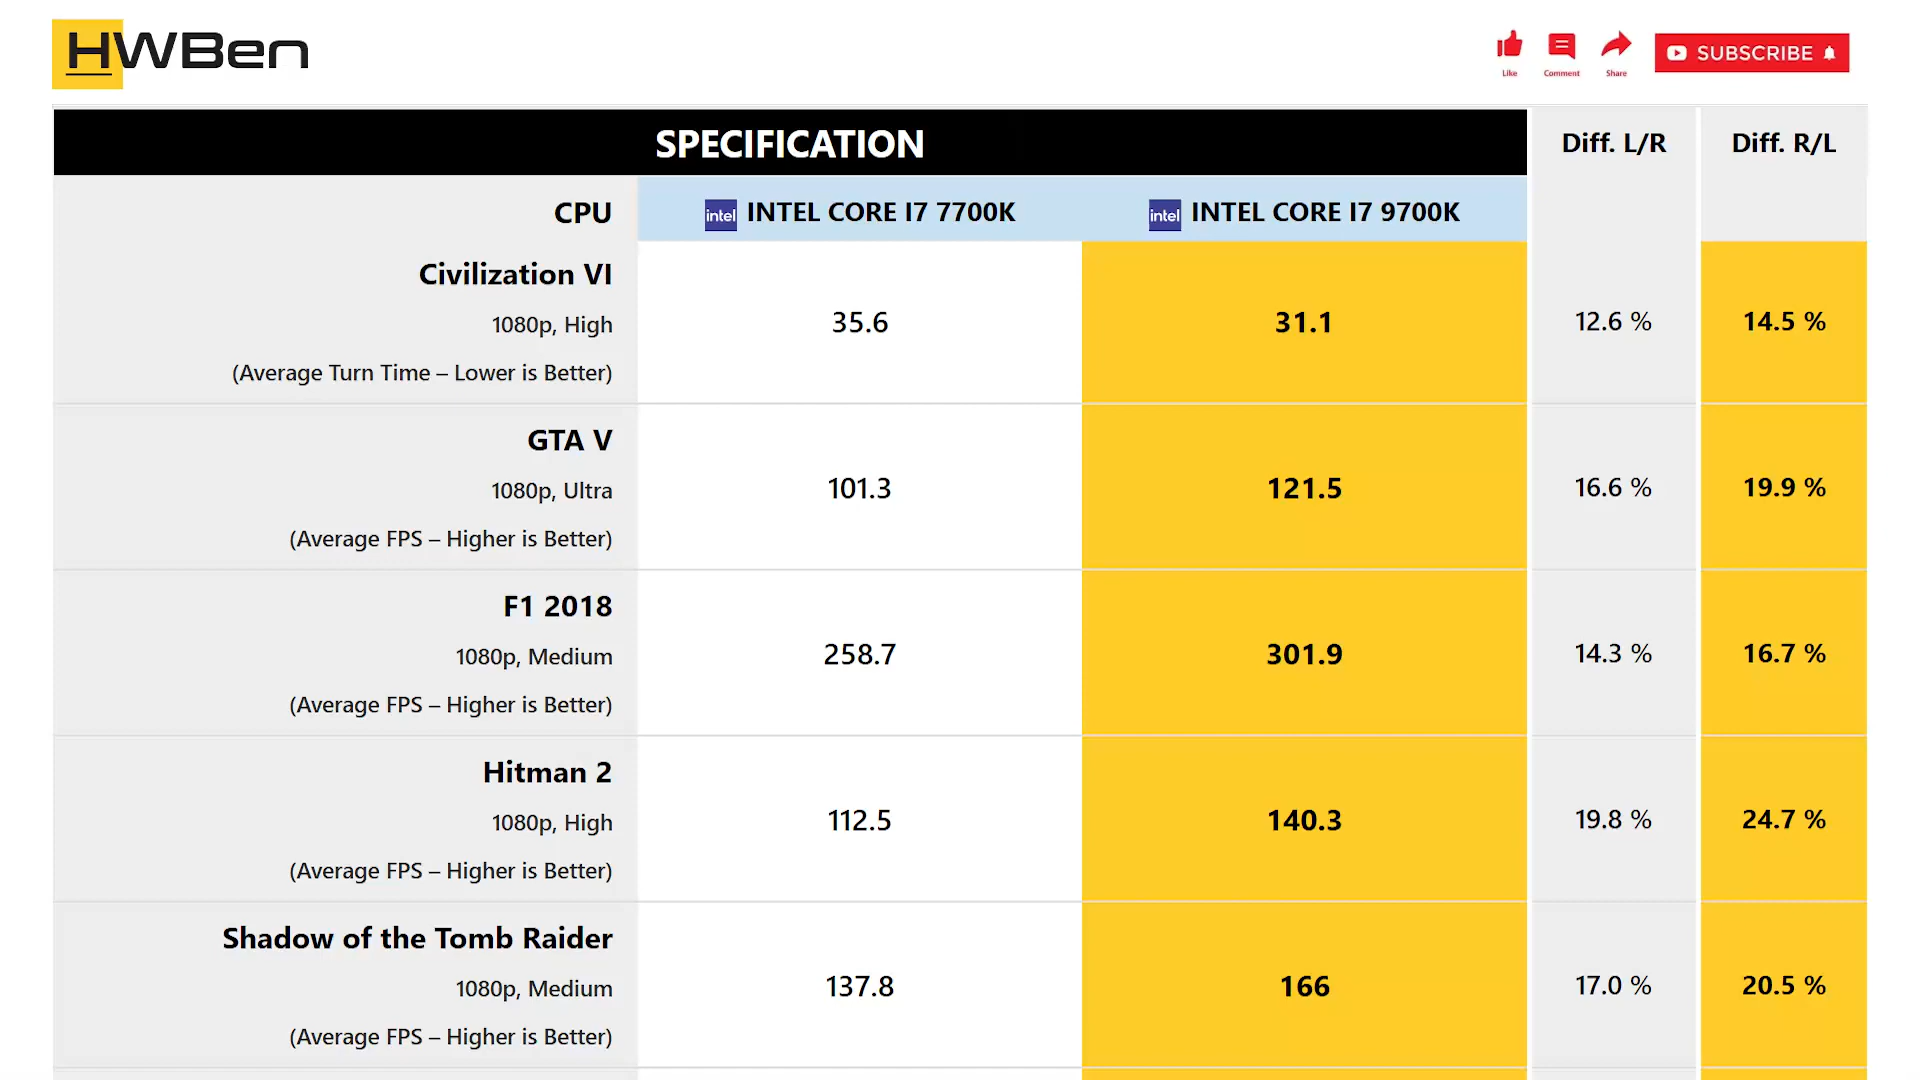 HWBen
Like
Comment
Share
SUBSCRIBE
SPECIFICATION
Diff. L/R
Diff. R/L
CPU
intel INTEL CORE I7 7700K
intel INTEL CORE I7 9700K
Civilization VI
1080p, High
(Average Turn Time – Lower is Better)
35.6
31.1
12.6 %
14.5 %
GTA V
1080p, Ultra
(Average FPS – Higher is Better)
101.3
121.5
16.6 %
19.9 %
F1 2018
1080p, Medium
(Average FPS – Higher is Better)
258.7
301.9
14.3 %
16.7 %
Hitman 2
1080p, High
(Average FPS – Higher is Better)
112.5
140.3
19.8 %
24.7 %
Shadow of the Tomb Raider
1080p, Medium
(Average FPS – Higher is Better)
137.8
166
17.0 %
20.5 %